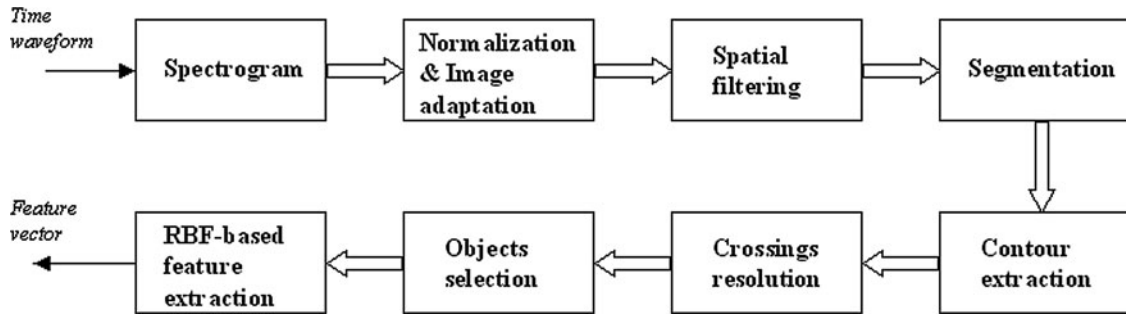 Time
waveform
Spectrogram
Normalization
& Image
adaptation
Spatial
filtering
Segmentation
Feature
vector
RBF-based
feature
extraction
Objects
selection
Crossings
resolution
Contour
extraction